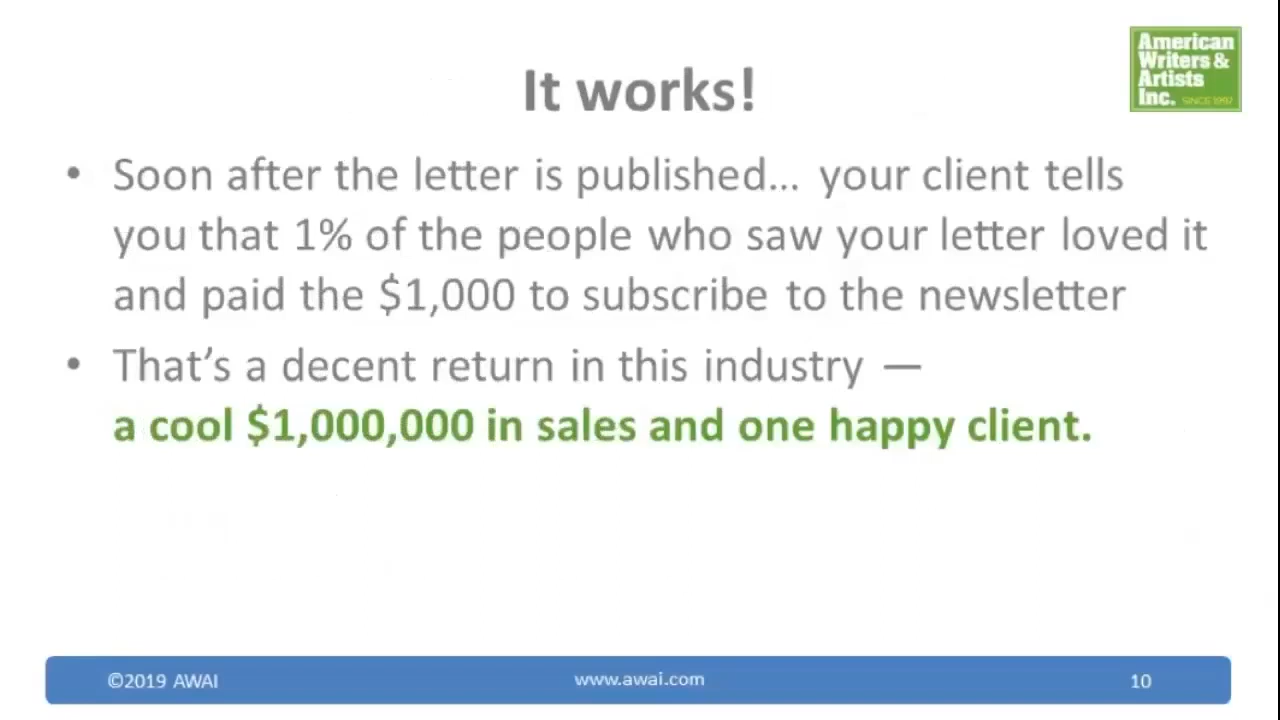 American
Writers &
Artists
Inc. SINCE 1997
It works!
• Soon after the letter is published... your client tells
you that 1% of the people who saw your letter loved it
and paid the $1,000 to subscribe to the newsletter
• That's a decent return in this industry —
a cool $1,000,000 in sales and one happy client.
©2019 AWAI
www.awai.com
10